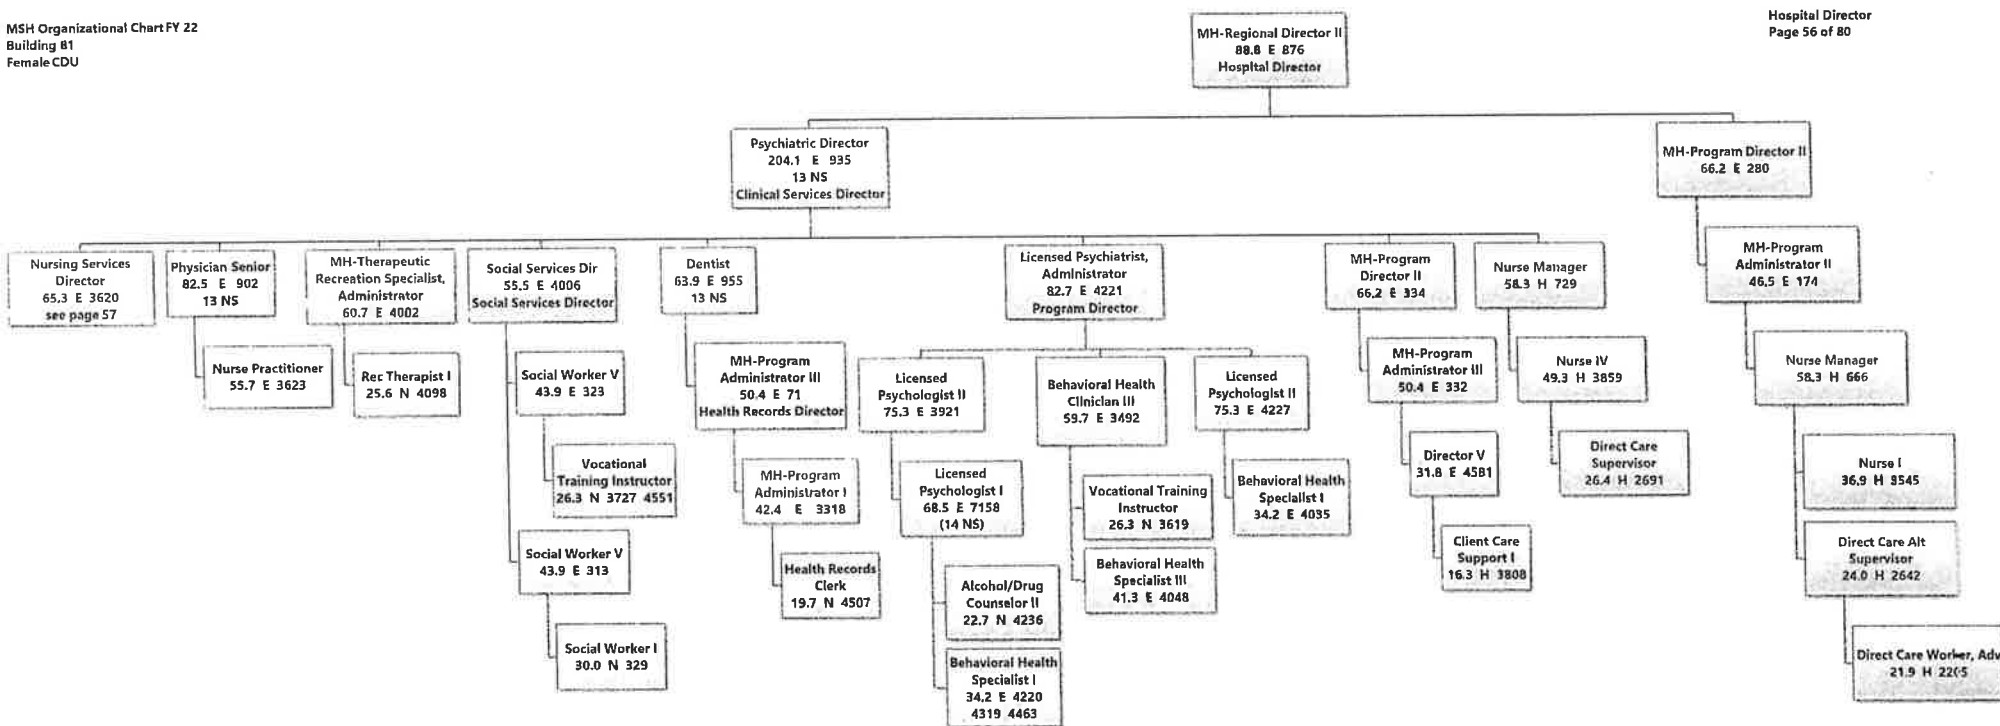 MSH Organizational Chart FY 22
Building 81
Female CDU
Hospital Director
Page 56 of 80
MH-Regional Director II
88.8 E 876
Hospital Director
Psychiatric Director
204.1 E 935
13 NS
Clinical Services Director
MH-Program Director II
66.2 E 280
Nursing Services
Director
65.3 E 3620
see page 57
Physician Senior
82.5 E 902
13 NS
Nurse Practitioner
55.7 E 3623
MH-Therapeutic
Recreation Specialist,
Administrator
60.7 E 4002
Rec Therapist I
25.6 N 4098
Social Services Dir
55.5 E 4006
Social Services Director
Social Worker V
43.9 E 323
Vocational
Training Instructor
26.3 N 3727 4551
Social Worker V
43.9 E 313
Social Worker I
30.0 N 329
Dentist
63.9 E 955
13 NS
MH-Program
Administrator III
50.4 E 71
Health Records Director
MH-Program
Administrator I
42.4 E 3318
Health Records
Clerk
19.7 N 4507
Licensed Psychiatrist,
Administrator
82.7 E 4221
Program Director
Licensed
Psychologist II
75.3 E 3921
Licensed
Psychologist I
68.5 E 7158
(14 NS)
Alcohol/Drug
Counselor II
22.7 N 4236
Behavioral Health
Specialist I
34.2 E 4220
4319 4463
Behavioral Health
Clinician III
59.7 E 3492
Vocational Training
Instructor
26.3 N 3619
Behavioral Health
Specialist III
41.3 E 4048
Licensed
Psychologist II
75.3 E 4227
Behavioral Health
Specialist I
34.2 E 4035
MH-Program
Director II
66.2 E 334
MH-Program
Administrator III
50.4 E 332
Director V
31.8 E 4581
Client Care
Support I
16.3 H 3808
Nurse Manager
58.3 H 729
Nurse IV
49.3 H 3859
Direct Care
Supervisor
26.4 H 2691
MH-Program
Administrator II
46.5 E 174
Nurse Manager
58.3 H 666
Nurse I
36.9 H
Direct Care Alt
Supervisor
24.0 H 2642
Direct Care Worker, Adv
21.9 H